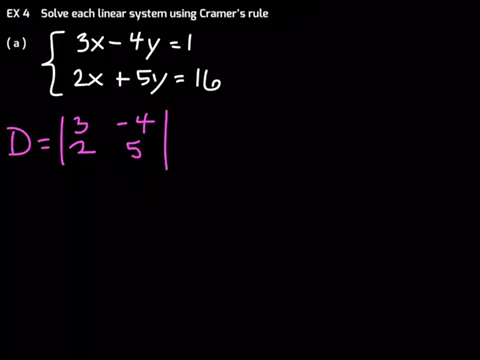 EX 4 Solve each linear system using Cramer's rule
(a) { 3x - 4y = 1
2x + 5y = 16
D = | 3 -4 |
| 2 5 |